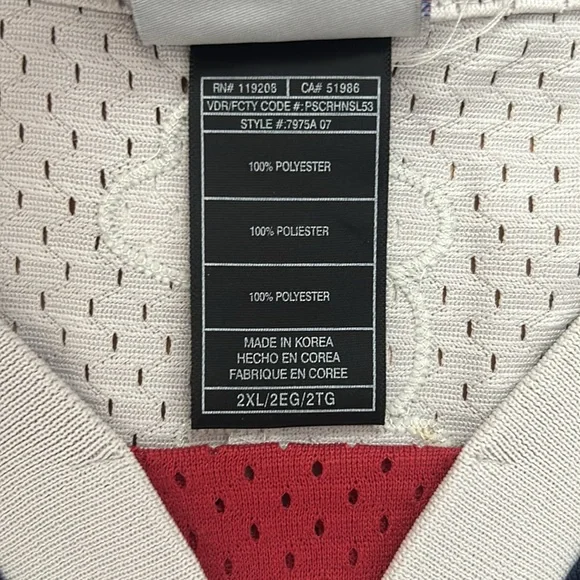 RN# 119208 CA# 51986
VDR/FCTY CODE #:PSCRHNSL53
STYLE #:7975A 07
100% POLYESTER
100% POLIESTER
100% POLYESTER
MADE IN KOREA
HECHO EN COREA
FABRIQUE EN COREE
2XL/2EG/2TG